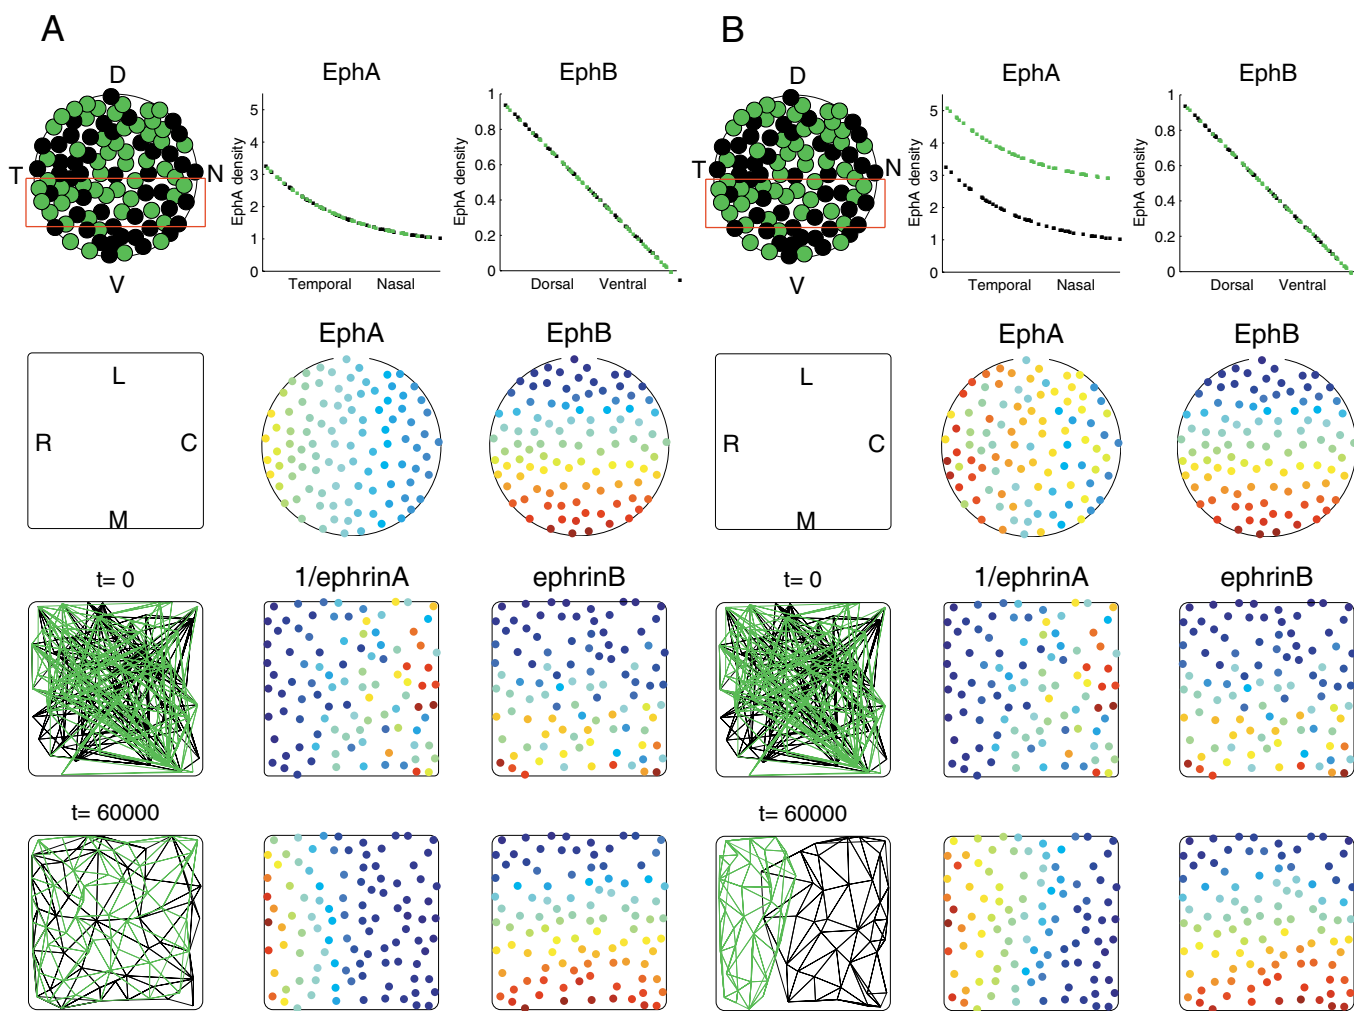 A
B
EphA
EphB
EphA
EphB
D
T
N
V
EphA density
5
4
3
2
1
0
Temporal
Nasal
EphA density
1
0.8
0.6
0.4
0.2
0
Dorsal
Ventral
D
T
N
V
EphA density
5
4
3
2
1
0
Temporal
Nasal
EphA density
1
0.8
0.6
0.4
0.2
0
Dorsal
Ventral
EphA
EphB
EphA
EphB
L
R
C
M
L
R
C
M
t= 0
1/ephrinA
ephrinB
t= 0
1/ephrinA
ephrinB
t= 60000
t= 60000